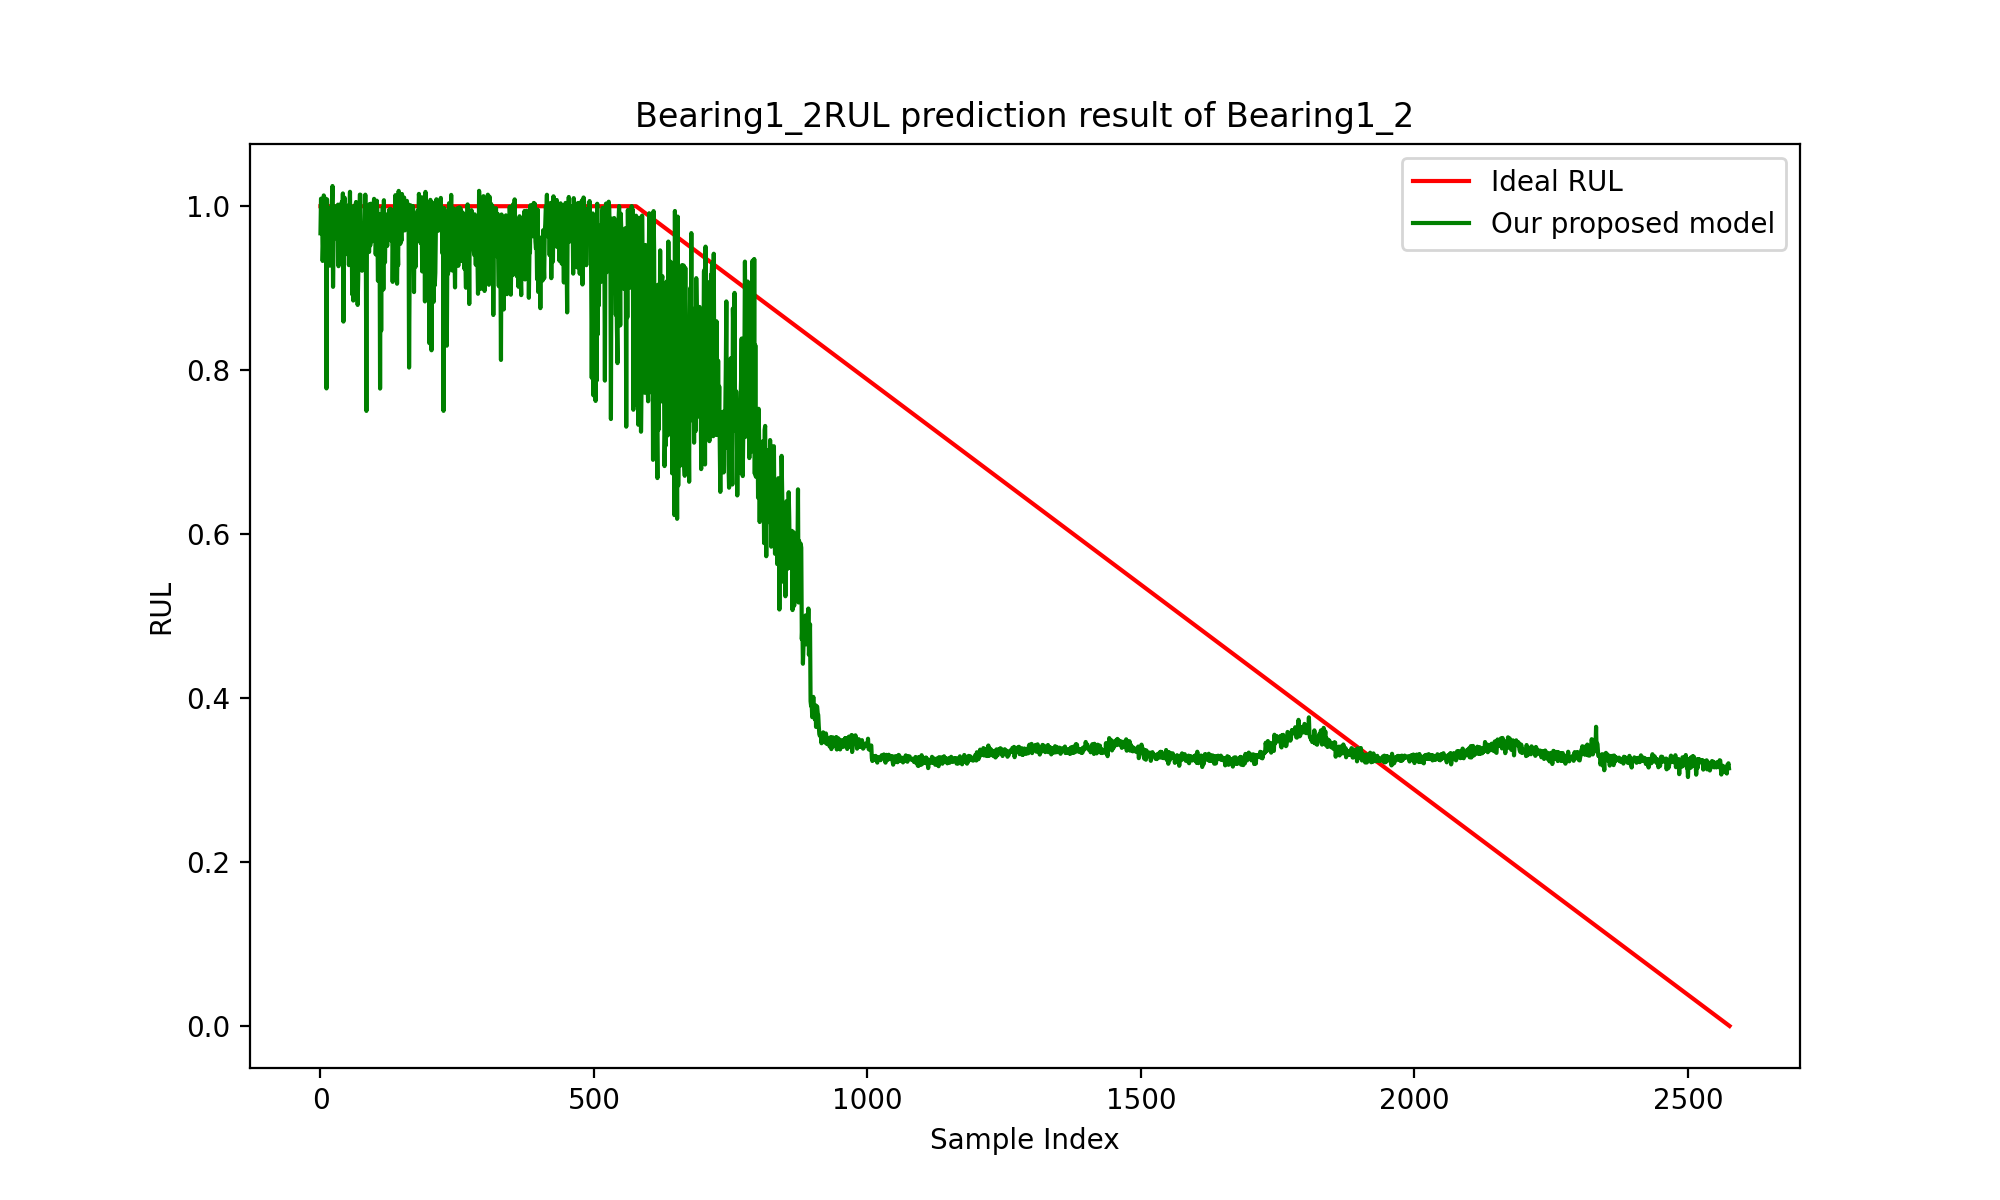 Bearing1_2RUL prediction result of Bearing1_2
Ideal RUL
Our proposed model
1.0
0.8
0.6
0.4
0.2
0.0
RUL
0 500 1000 1500 2000 2500
Sample Index